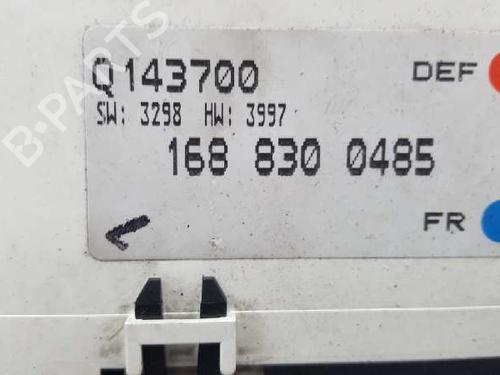 B-PARTS
Q143700
DEF
SW: 3298 HW: 3997
168 830 0485
FR